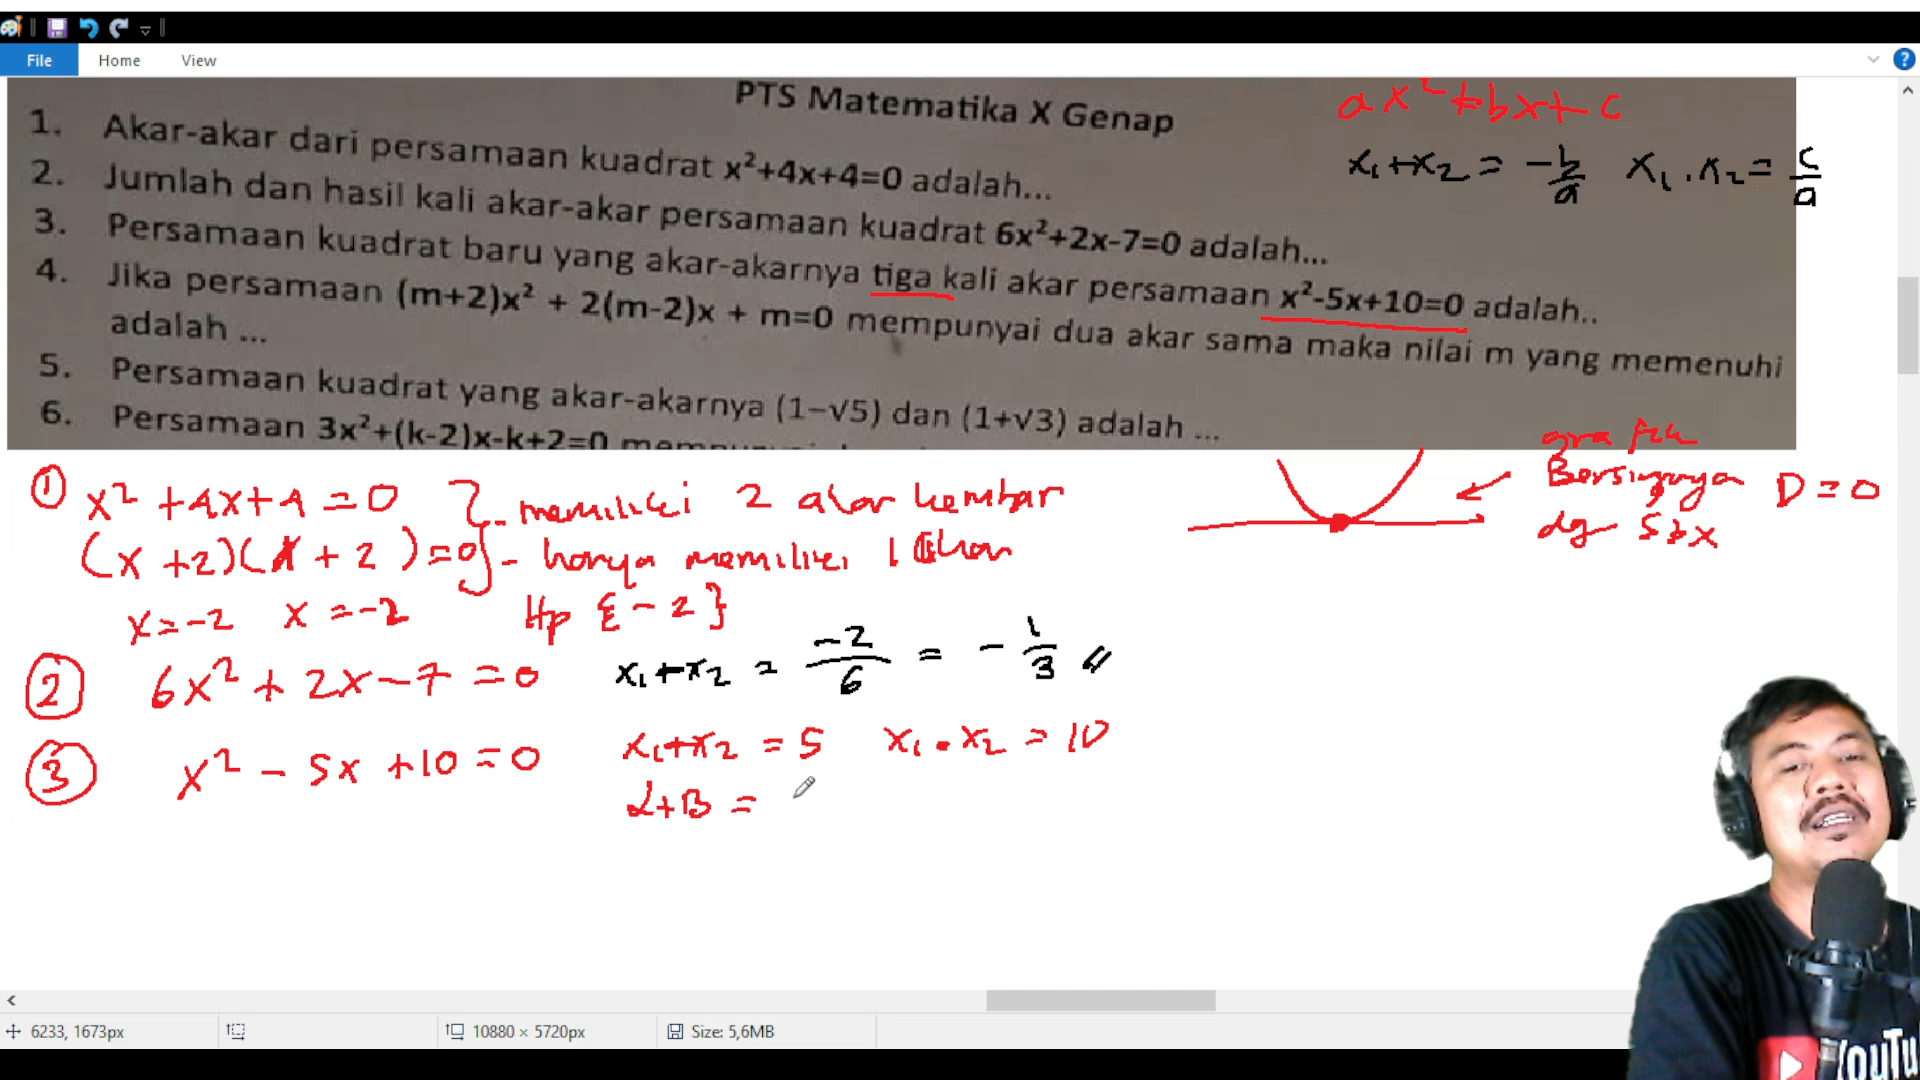 File Home View
PTS Matematika X Genap
1. Akar-akar dari persamaan kuadrat x²+4x+4=0 adalah...
2. Jumlah dan hasil kali akar-akar persamaan kuadrat 6x²+2x-7=0 adalah...
3. Persamaan kuadrat baru yang akar-akarnya tiga kali akar persamaan x²-5x+10=0 adalah..
4. Jika persamaan (m+2)x² + 2(m-2)x + m=0 mempunyai dua akar sama maka nilai m yang memenuhi
adalah ...
5. Persamaan kuadrat yang akar-akarnya (1-√5) dan (1+√3) adalah ...
6. Persamaan 3x²+(k-2)x-k+2=0
ax²+bx+c
x₁+x₂ = -b/a x₁.x₂ = c/a
grafik
Bersinggungan D = 0
dg sbx
① x² + 4x + 4 = 0 - memiliki 2 akar kembar
(x + 2)(x + 2) = 0 - hanya memiliki 1
x = -2 x = -2 Hp {-2}
② 6x² + 2x - 7 = 0 x₁+x₂ = -2/6 = -1/3
③ x² - 5x + 10 = 0 x₁+x₂ = 5 x₁.x₂ = 10
α+β =
6233, 1673px 10880 × 5720px Size: 5,6MB
YouTu